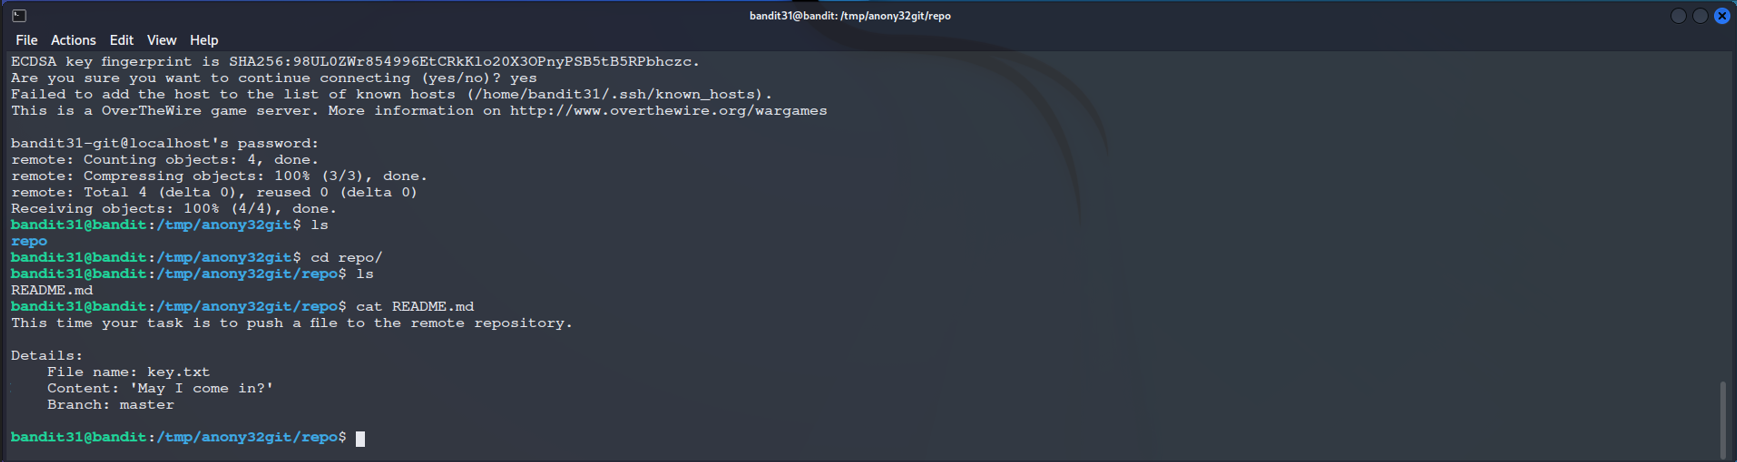 bandit31@bandit: /tmp/anony32git/repo
File Actions Edit View Help
ECDSA key fingerprint is SHA256:98UL0ZWr854996EtCRkKlo20X3OPnyPSB5tB5RPbhczc.
Are you sure you want to continue connecting (yes/no)? yes
Failed to add the host to the list of known hosts (/home/bandit31/.ssh/known_hosts).
This is a OverTheWire game server. More information on http://www.overthewire.org/wargames
bandit31-git@localhost's password:
remote: Counting objects: 4, done.
remote: Compressing objects: 100% (3/3), done.
remote: Total 4 (delta 0), reused 0 (delta 0)
Receiving objects: 100% (4/4), done.
bandit31@bandit:/tmp/anony32git$ ls
repo
bandit31@bandit:/tmp/anony32git$ cd repo/
bandit31@bandit:/tmp/anony32git/repo$ ls
README.md
bandit31@bandit:/tmp/anony32git/repo$ cat README.md
This time your task is to push a file to the remote repository.
Details:
File name: key.txt
Content: 'May I come in?'
Branch: master
bandit31@bandit:/tmp/anony32git/repo$